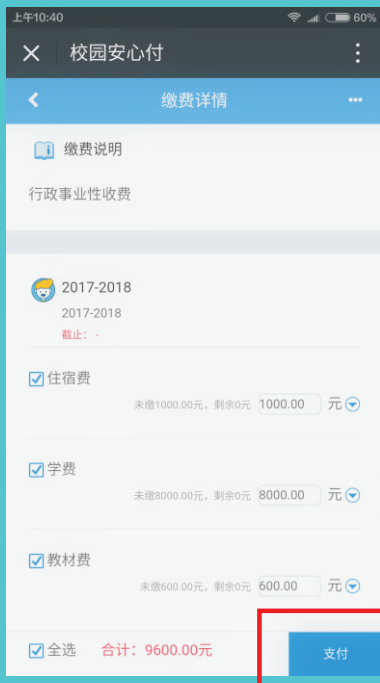 上午10:40 60%
校园安心付
缴费详情
缴费说明
行政事业性收费
2017-2018
2017-2018
截止: -
住宿费
未缴1000.00元，剩余0元 1000.00 元
学费
未缴8000.00元，剩余0元 8000.00 元
教材费
未缴600.00元，剩余0元 600.00 元
全选 合计：9600.00元 支付